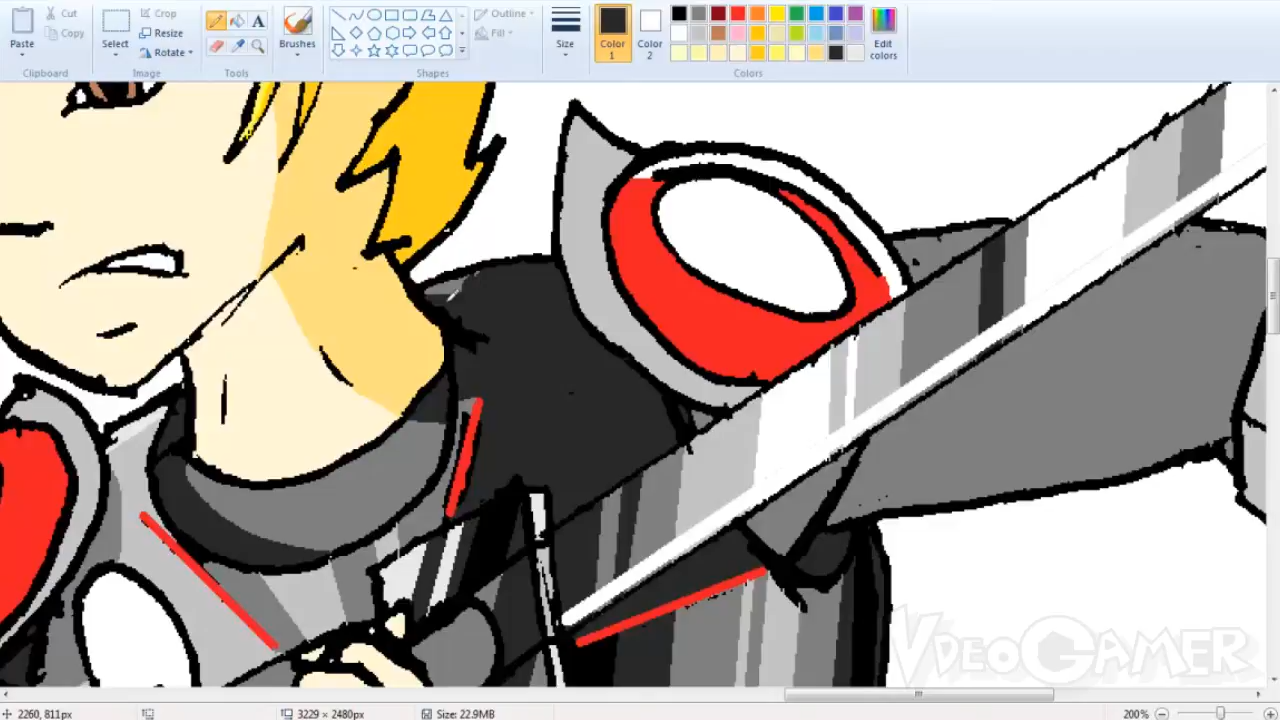 Cut
Copy
Paste
Clipboard
Select
Crop
Resize
Rotate
Image
A
Tools
Brushes
Outline
Fill
Shapes
Size
Color
1
Color
2
Edit
colors
Colors
VDEOGAMER
2260, 811px
3229 × 2480px
Size: 22.9MB
200%